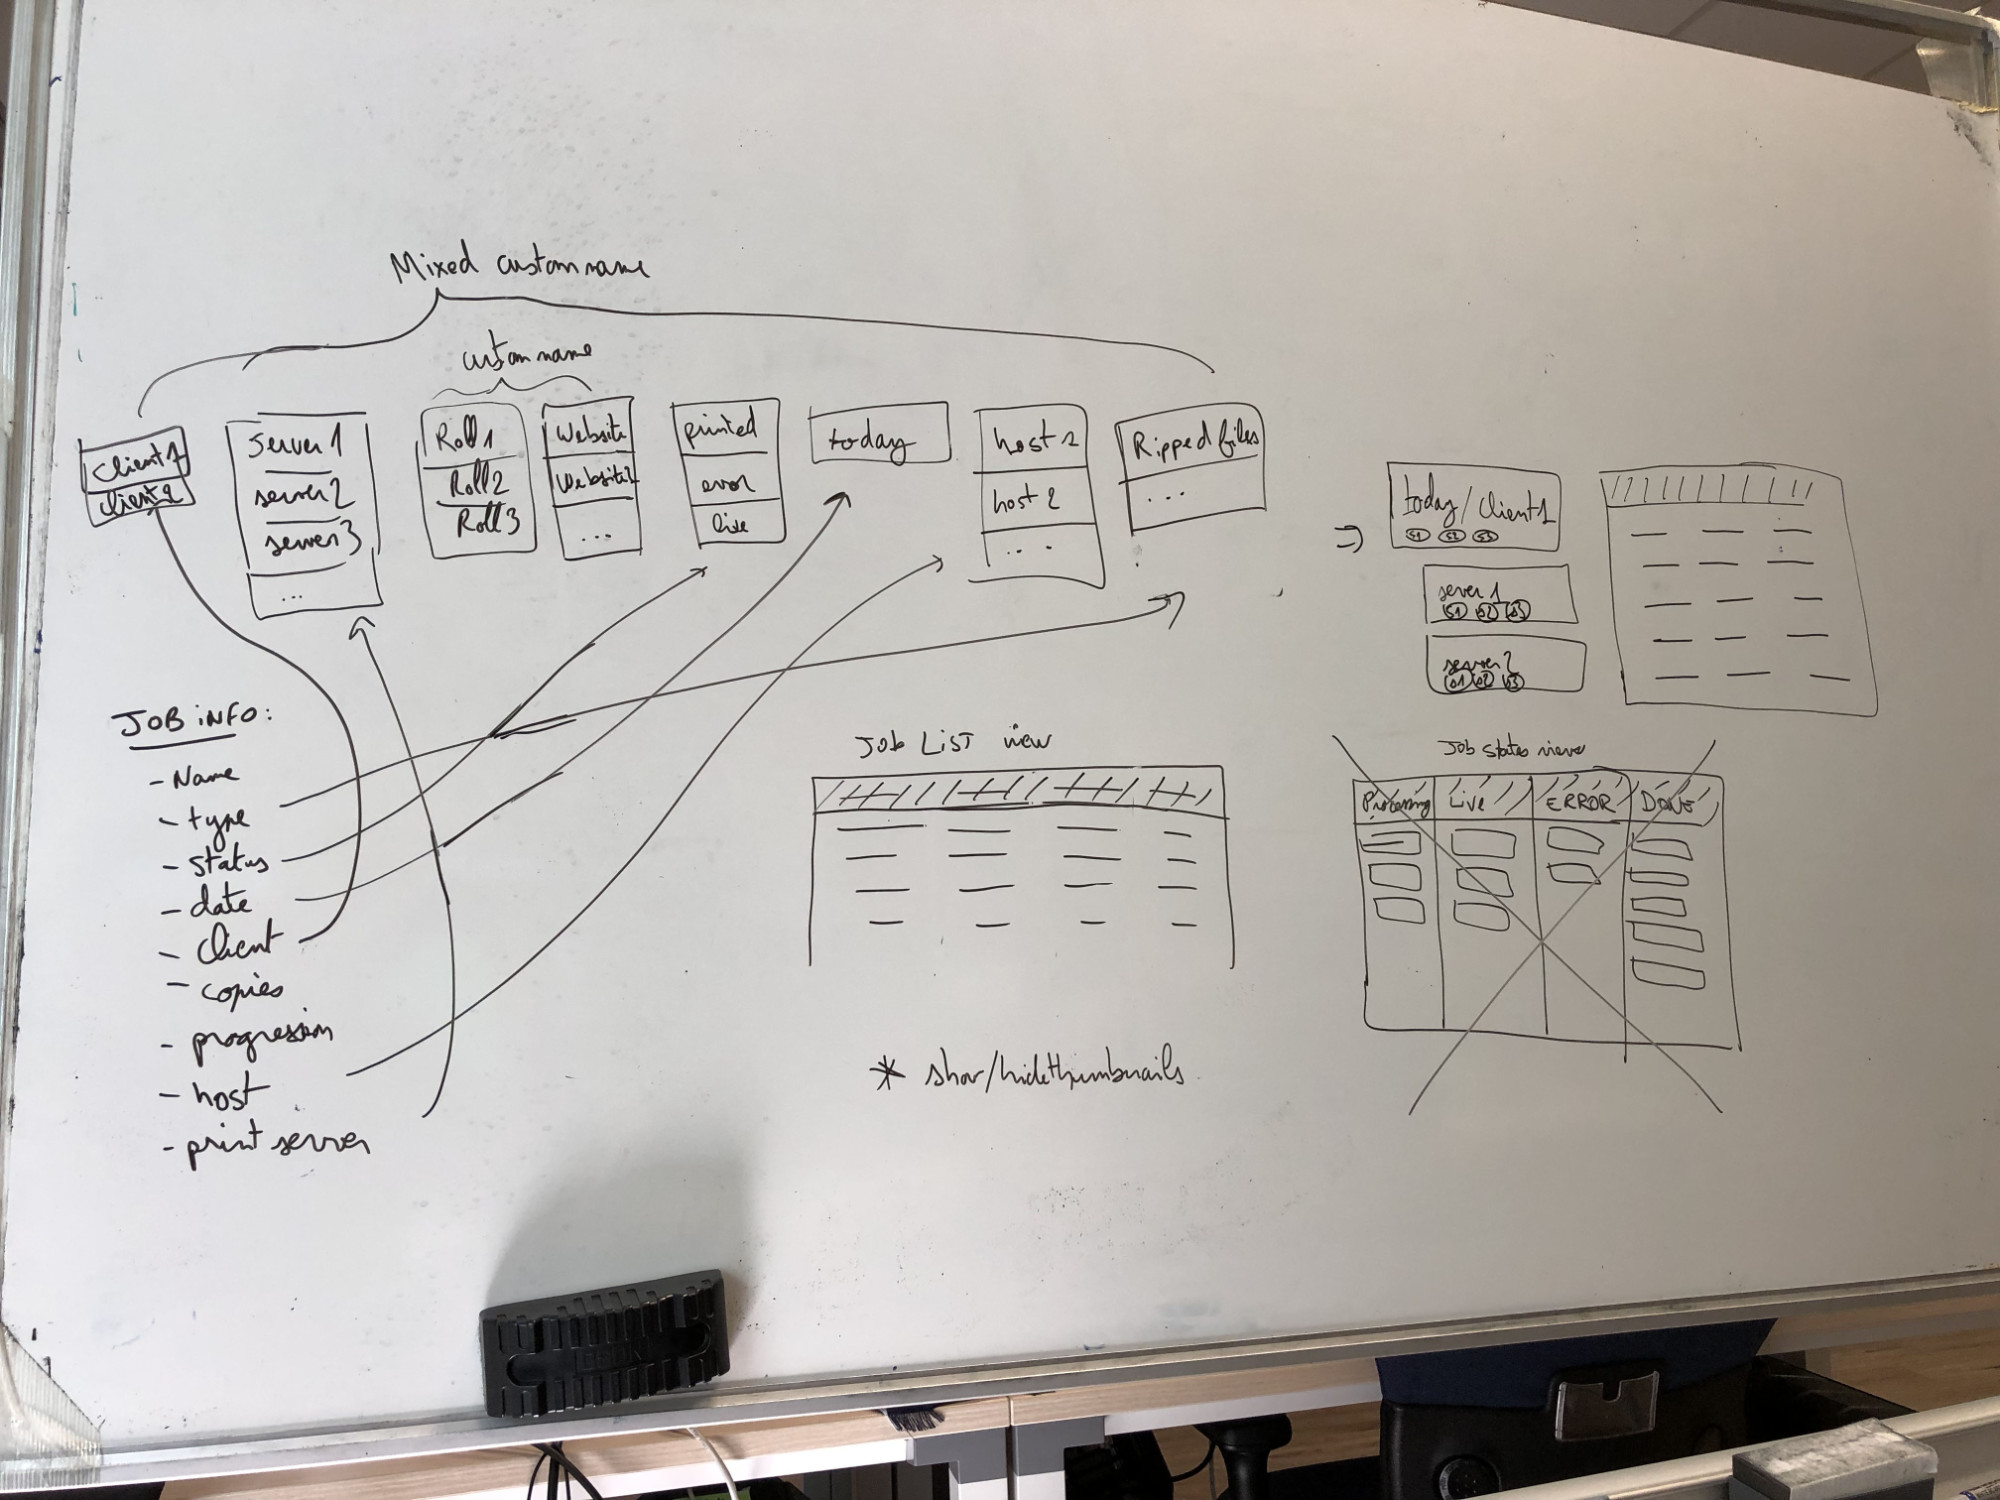 Mixed custom name
custom name
client1
client2
server1
server2
server3
...
Roll1
Roll2
Roll3
Website
Website2
...
printed
error
live
today
host1
host2
...
Ripped files
...
⇒
today/client1
S1 S2 S3
server1
S1 S2 S3
server2
S1 S2 S3
JOB iNFO:
- Name
- type
- status
- date
- client
- copies
- progression
- host
- print server
Job LiST view
* show/hide thumbnails
Job states view
Processing
Live
ERROR
DONE